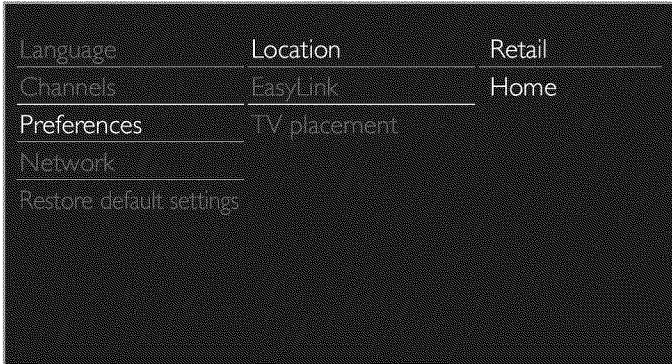 Language
Channels
Preferences
Network
Restore default settings
Location
EasyLink
TV placement
Retail
Home